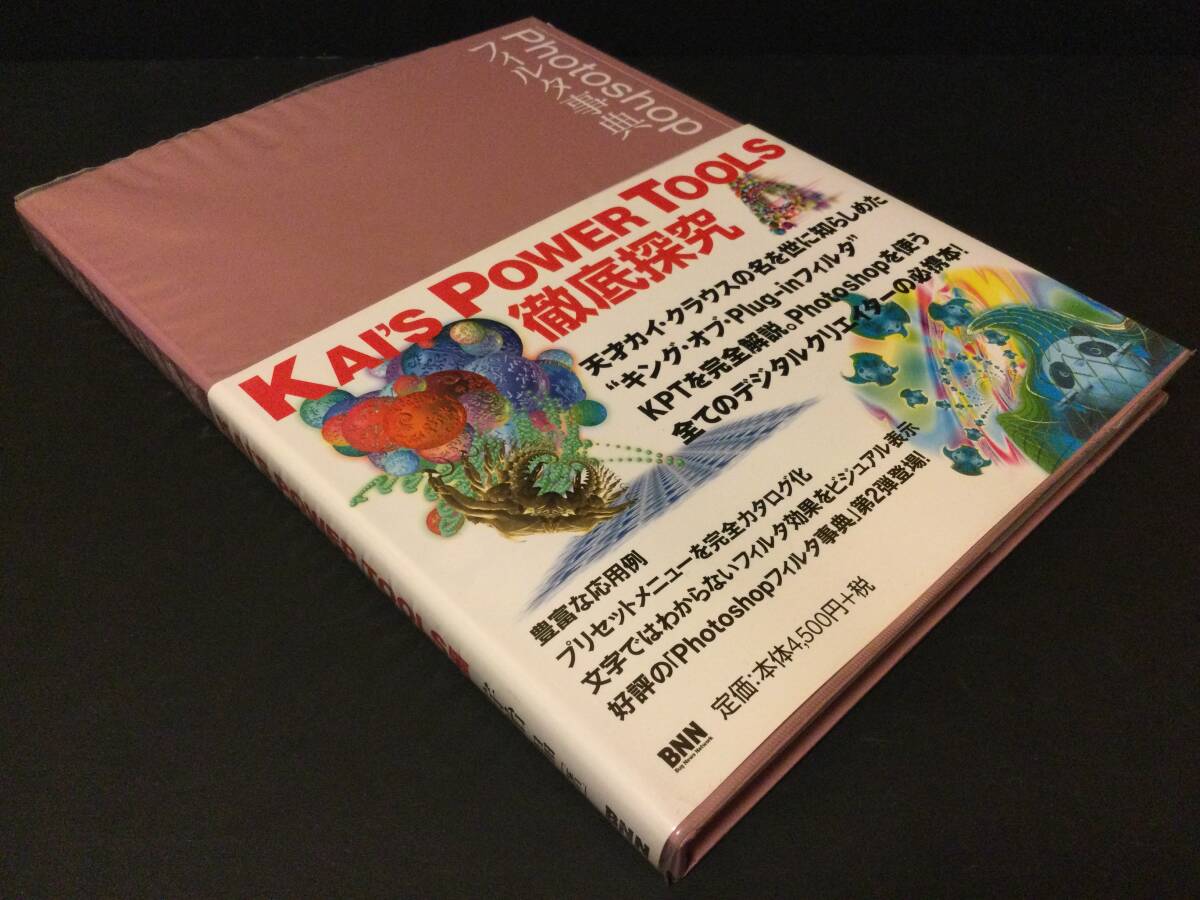 Photoshop
フィルタ事典
KAI'S POWER TOOLS
徹底探究
天才カイ・クラウスの名を世に知らしめた
“キング・オブ・Plug-inフィルタ”
KPTを完全解説。Photoshopを使う
全てのデジタルクリエイターの必携本!
豊富な応用例
プリセットメニューを完全カタログ化
文字ではわからないフィルタ効果をビジュアル表示
好評の「Photoshopフィルタ事典」第2弾登場!
定価:本体4,500円+税
BNN
Bug News Network
BNN